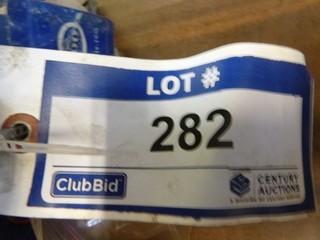 LOT #
282
ClubBid
CENTURY
AUCTIONS